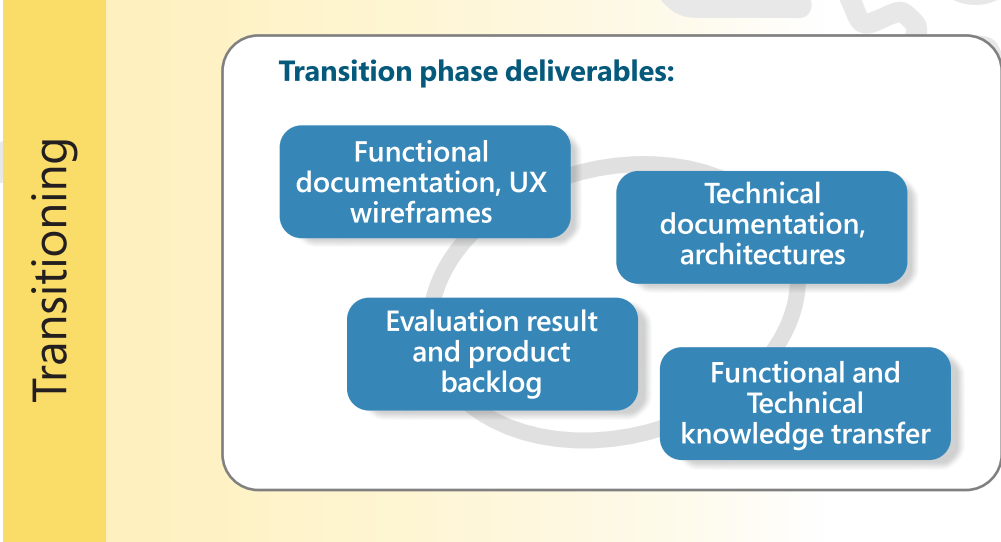 Transitioning
Transition phase deliverables:
Functional
documentation, UX
wireframes
Technical
documentation,
architectures
Evaluation result
and product
backlog
Functional and
Technical
knowledge transfer